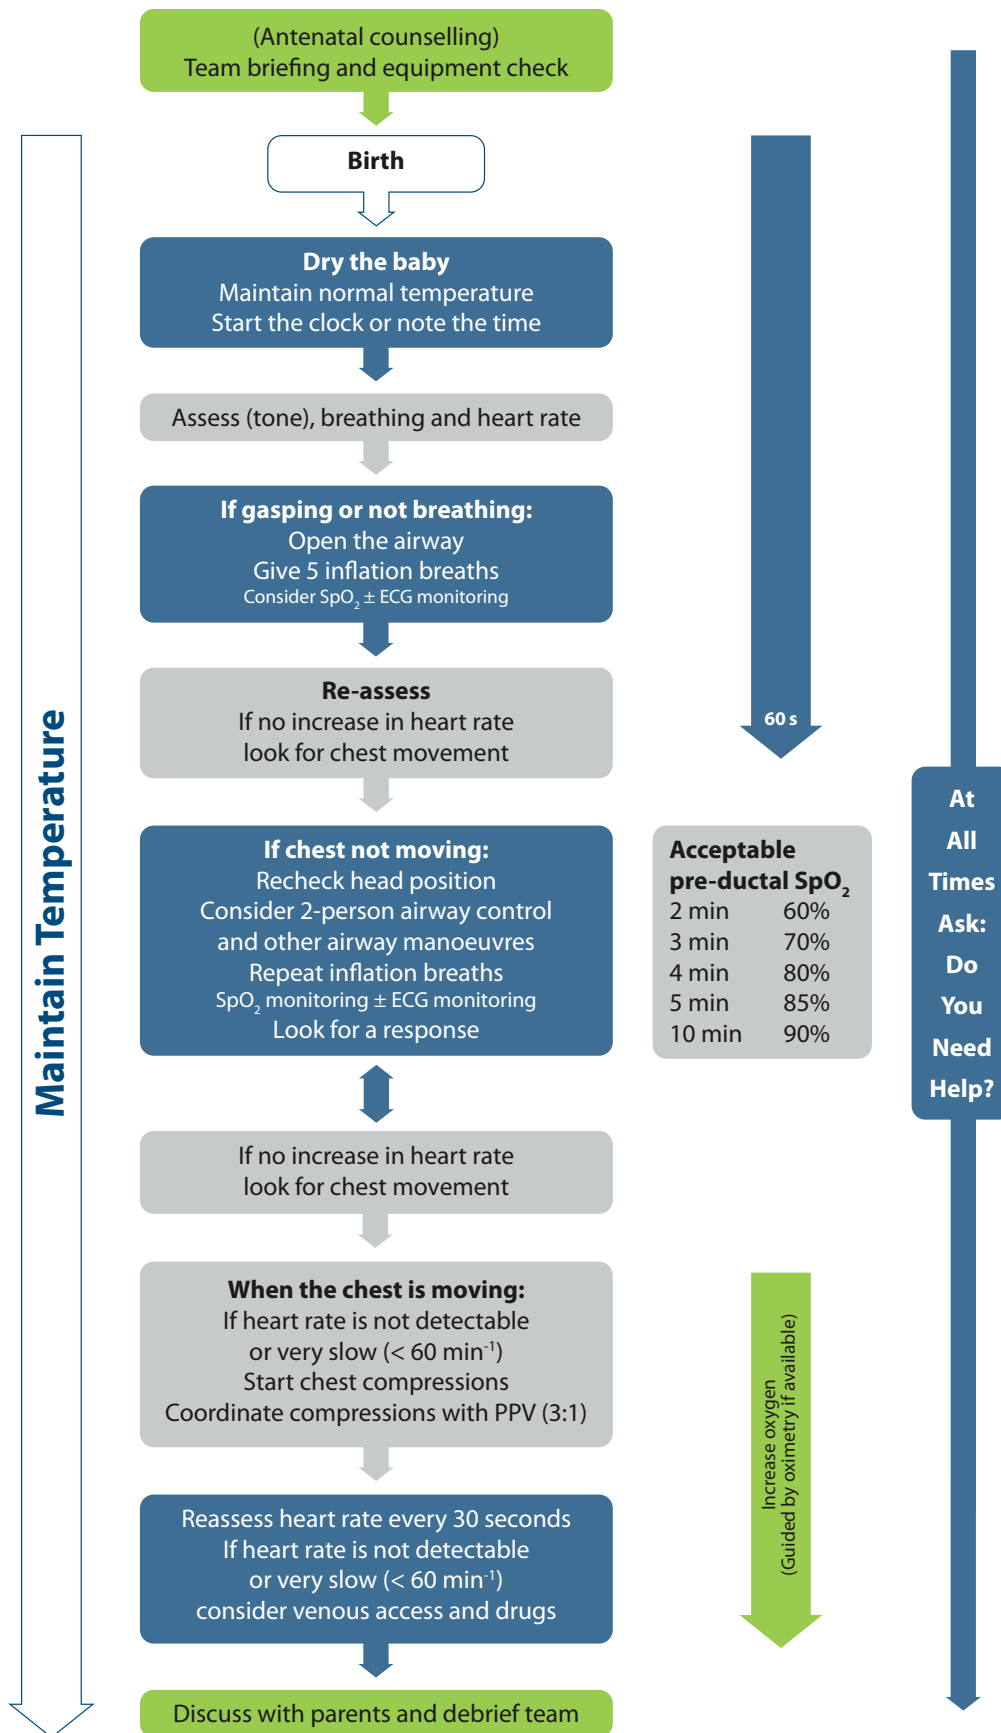 (Antenatal counselling)
Team briefing and equipment check
Birth
Dry the baby
Maintain normal temperature
Start the clock or note the time
Assess (tone), breathing and heart rate
If gasping or not breathing:
Open the airway
Give 5 inflation breaths
Consider SpO₂ ± ECG monitoring
Re-assess
If no increase in heart rate
look for chest movement
If chest not moving:
Recheck head position
Consider 2-person airway control
and other airway manoeuvres
Repeat inflation breaths
SpO₂ monitoring ± ECG monitoring
Look for a response
If no increase in heart rate
look for chest movement
When the chest is moving:
If heart rate is not detectable
or very slow (< 60 min⁻¹)
Start chest compressions
Coordinate compressions with PPV (3:1)
Reassess heart rate every 30 seconds
If heart rate is not detectable
or very slow (< 60 min⁻¹)
consider venous access and drugs
Discuss with parents and debrief team
Maintain Temperature
60 s
Acceptable
pre-ductal SpO₂
2 min 60%
3 min 70%
4 min 80%
5 min 85%
10 min 90%
Increase oxygen
(Guided by oximetry if available)
At
All
Times
Ask:
Do
You
Need
Help?